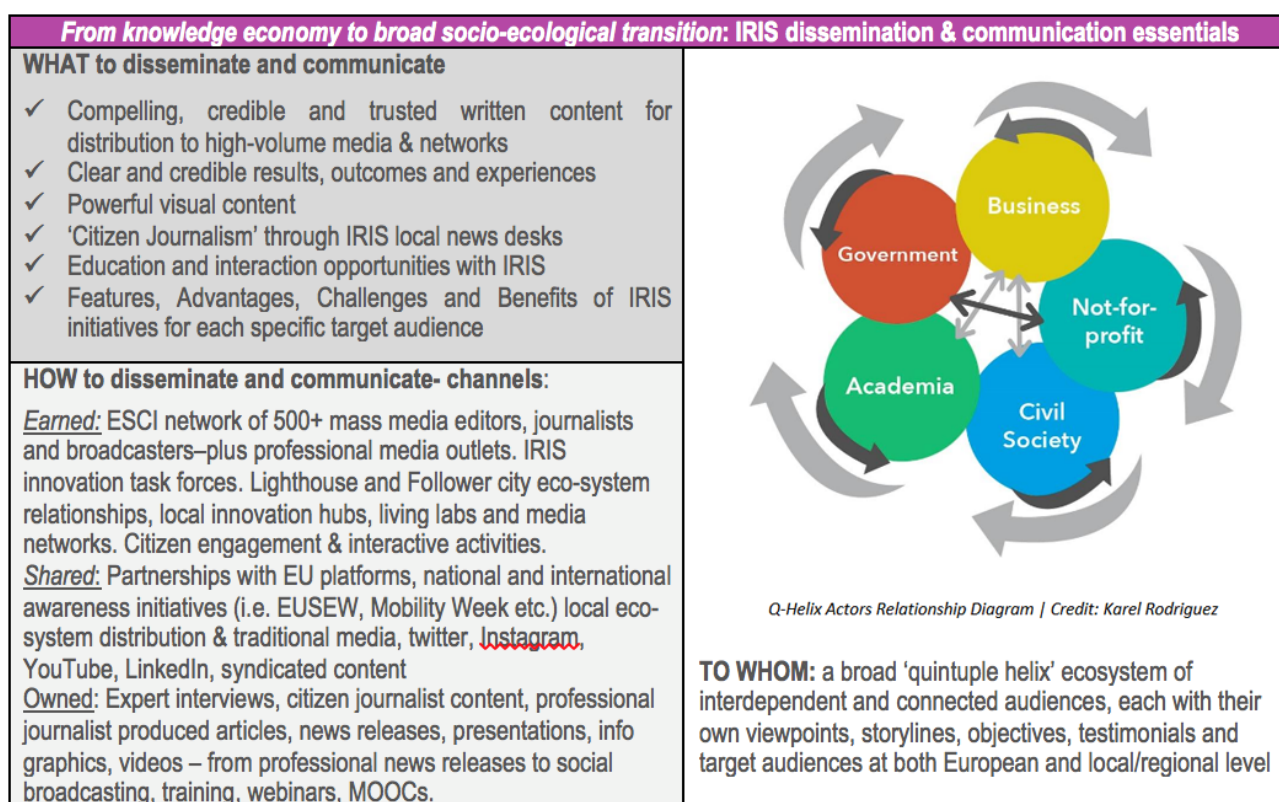 From knowledge economy to broad socio-ecological transition: IRIS dissemination & communication essentials
WHAT to disseminate and communicate
✓ Compelling, credible and trusted written content for
distribution to high-volume media & networks
✓ Clear and credible results, outcomes and experiences
✓ Powerful visual content
✓ ‘Citizen Journalism’ through IRIS local news desks
✓ Education and interaction opportunities with IRIS
✓ Features, Advantages, Challenges and Benefits of IRIS
initiatives for each specific target audience
HOW to disseminate and communicate- channels:
Earned: ESCI network of 500+ mass media editors, journalists
and broadcasters–plus professional media outlets. IRIS
innovation task forces. Lighthouse and Follower city eco-system
relationships, local innovation hubs, living labs and media
networks. Citizen engagement & interactive activities.
Shared: Partnerships with EU platforms, national and international
awareness initiatives (i.e. EUSEW, Mobility Week etc.) local eco-
system distribution & traditional media, twitter, Instagram,
YouTube, LinkedIn, syndicated content
Owned: Expert interviews, citizen journalist content, professional
journalist produced articles, news releases, presentations, info
graphics, videos – from professional news releases to social
broadcasting, training, webinars, MOOCs.
Business
Government
Not-for-
profit
Academia
Civil
Society
Q-Helix Actors Relationship Diagram | Credit: Karel Rodriguez
TO WHOM: a broad ‘quintuple helix’ ecosystem of
interdependent and connected audiences, each with their
own viewpoints, storylines, objectives, testimonials and
target audiences at both European and local/regional level